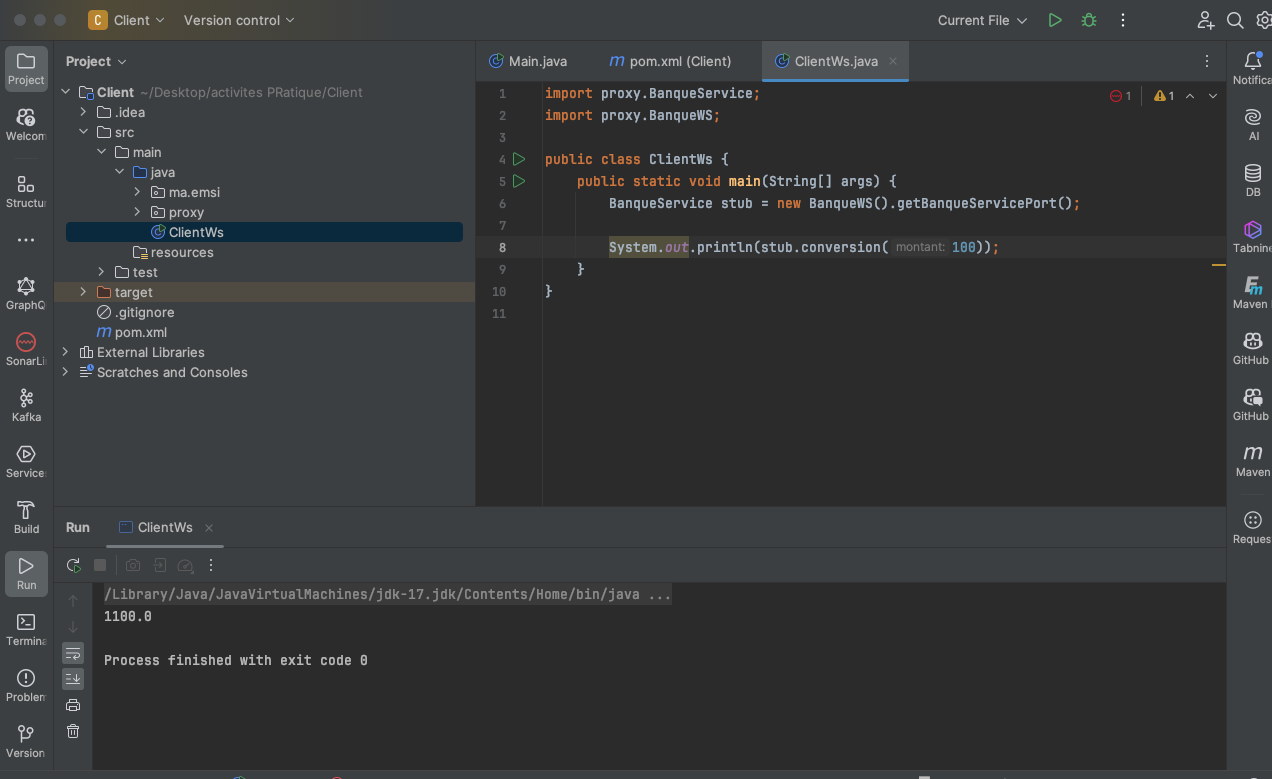 C Client Version control Current File
Project
Project
Main.java pom.xml (Client) ClientWs.java
Client ~/Desktop/activites PRatique/Client
.idea
src
main
java
ma.emsi
proxy
ClientWs
resources
test
target
.gitignore
m pom.xml
External Libraries
Scratches and Consoles
Welcom
Structur
GraphQ
SonarLi
Kafka
Service
Build
Run
Termina
Problem
Version
1 import proxy.BanqueService;
2 import proxy.BanqueWS;
3
4 public class ClientWs {
5 public static void main(String[] args) {
6 BanqueService stub = new BanqueWS().getBanqueServicePort();
7
8 System.out.println(stub.conversion( montant: 100));
9 }
10 }
11
1 1
Notifica
AI
DB
Tabnine
Maven
GitHub
GitHub
m
Maven
Reques
Run ClientWs
/Library/Java/JavaVirtualMachines/jdk-17.jdk/Contents/Home/bin/java ...
1100.0
Process finished with exit code 0